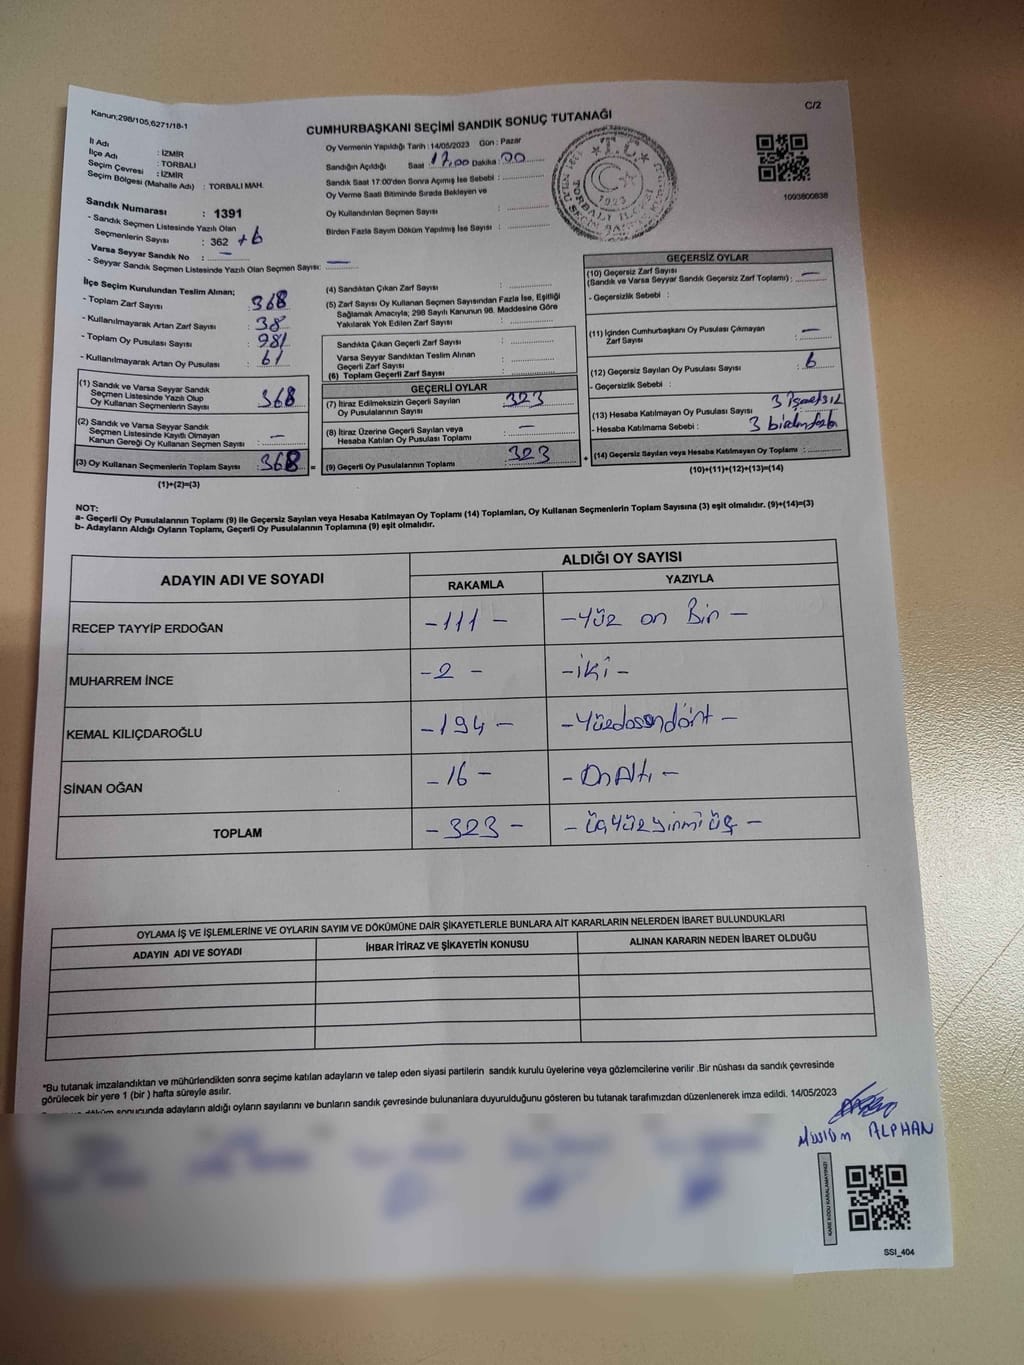 Kanun;298/105,6271/18-1
C/2
CUMHURBAŞKANI SEÇİMİ SANDIK SONUÇ TUTANAĞI
İl Adı : İZMİR
İlçe Adı : TORBALI
Seçim Çevresi : İZMİR
Seçim Bölgesi (Mahalle Adı) : TORBALI MAH.
Sandık Numarası : 1391
- Sandık Seçmen Listesinde Yazılı Olan
Seçmenlerin Sayısı : 362 +6
Varsa Seyyar Sandık No : —
- Seyyar Sandık Seçmen Listesinde Yazılı Olan Seçmen Sayısı: —
Oy Vermenin Yapıldığı Tarih : 14/05/2023 Gün : Pazar
Sandığın Açıldığı Saat 17,00 Dakika: 00
Sandık Saat 17:00'den Sonra Açılmış İse Sebebi :
Oy Verme Saati Bitiminde Sırada Bekleyen ve
Oy Kullandırılan Seçmen Sayısı :
Birden Fazla Sayım Döküm Yapılmış İse Sayısı :
T.C.
1923
TORBALI İLÇESİ
1093800838
İlçe Seçim Kurulundan Teslim Alınan;
- Toplam Zarf Sayısı : 368
- Kullanılmayarak Artan Zarf Sayısı : 38
- Toplam Oy Pusulası Sayısı : 981
- Kullanılmayarak Artan Oy Pusulası : 61
(1) Sandık ve Varsa Seyyar Sandık
Seçmen Listesinde Yazılı Olup
Oy Kullanan Seçmenlerin Sayısı : 368
(2) Sandık ve Varsa Seyyar Sandık
Seçmen Listesinde Kayıtlı Olmayan
Kanun Gereği Oy Kullanan Seçmen Sayısı : —
(3) Oy Kullanan Seçmenlerin Toplam Sayısı : 368 =
(1)+(2)=(3)
(4) Sandıktan Çıkan Zarf Sayısı :
(5) Zarf Sayısı Oy Kullanan Seçmen Sayısından Fazla İse, Eşitliği
Sağlamak Amacıyla; 298 Sayılı Kanunun 98. Maddesine Göre
Yakılarak Yok Edilen Zarf Sayısı :
Sandıkta Çıkan Geçerli Zarf Sayısı :
Varsa Seyyar Sandıktan Teslim Alınan
Geçerli Zarf Sayısı :
(6) Toplam Geçerli Zarf Sayısı :
GEÇERLİ OYLAR
(7) İtiraz Edilmeksizin Geçerli Sayılan
Oy Pusulalarının Sayısı : 323
(8) İtiraz Üzerine Geçerli Sayılan veya
Hesaba Katılan Oy Pusulası Toplamı : —
(9) Geçerli Oy Pusulalarının Toplamı : 323 +
GEÇERSİZ OYLAR
(10) Geçersiz Zarf Sayısı
(Sandık ve Varsa Seyyar Sandık Geçersiz Zarf Toplamı) : —
- Geçersizlik Sebebi :
(11) İçinden Cumhurbaşkanı Oy Pusulası Çıkmayan
Zarf Sayısı : —
(12) Geçersiz Sayılan Oy Pusulası Sayısı : 6
- Geçersizlik Sebebi :
3 işaretsiz
(13) Hesaba Katılmayan Oy Pusulası Sayısı :
- Hesaba Katılmama Sebebi : 3 birden fazla
(14) Geçersiz Sayılan veya Hesaba Katılmayan Oy Toplamı :
(10)+(11)+(12)+(13)=(14)
NOT:
a- Geçerli Oy Pusulalarının Toplamı (9) ile Geçersiz Sayılan veya Hesaba Katılmayan Oy Toplamı (14) Toplamları, Oy Kullanan Seçmenlerin Toplam Sayısına (3) eşit olmalıdır. (9)+(14)=(3)
b- Adayların Aldığı Oyların Toplamı, Geçerli Oy Pusulalarının Toplamına (9) eşit olmalıdır.
ADAYIN ADI VE SOYADI
ALDIĞI OY SAYISI
RAKAMLA YAZIYLA
RECEP TAYYİP ERDOĞAN -111- -Yüz on Bir-
MUHARREM İNCE -2- -iki-
KEMAL KILIÇDAROĞLU -194- -Yüzdosondört-
SİNAN OĞAN -16- -OnAltı-
TOPLAM -323- -üçyüzyirmiüç-
OYLAMA İŞ VE İŞLEMLERİNE VE OYLARIN SAYIM VE DÖKÜMÜNE DAİR ŞİKAYETLERLE BUNLARA AİT KARARLARIN NELERDEN İBARET BULUNDUKLARI
ADAYIN ADI VE SOYADI İHBAR İTİRAZ VE ŞİKAYETİN KONUSU ALINAN KARARIN NEDEN İBARET OLDUĞU
*Bu tutanak imzalandıktan ve mühürlendikten sonra seçime katılan adayların ve talep eden siyasi partilerin sandık kurulu üyelerine veya gözlemcilerine verilir .Bir nüshası da sandık çevresinde
görülecek bir yere 1 (bir ) hafta süreyle asılır.
döküm sonucunda adayların aldığı oyların sayılarını ve bunların sandık çevresinde bulunanlara duyurulduğunu gösteren bu tutanak tarafımızdan düzenlenerek imza edildi. 14/05/2023
ALPHAN
KARE KODU KARALAMAYINIZ!
SSI_404